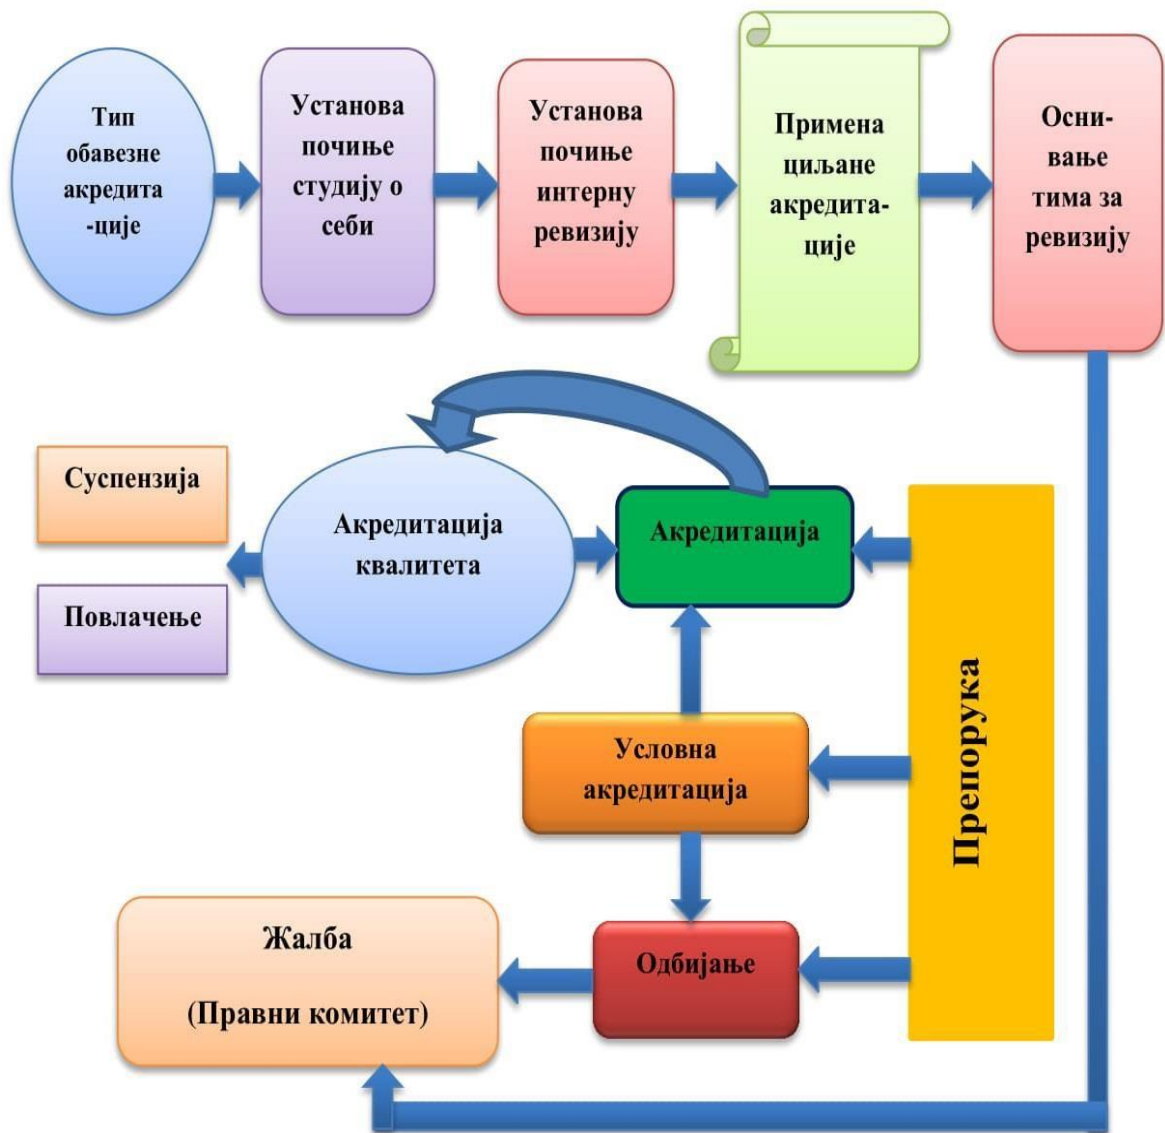 Тип
обавезне
акредита
-ције
Установа
почиње
студију о
себи
Установа
почиње
интерну
ревизију
Примена
циљане
акредита-
ције
Осни-
вање
тима за
ревизију
Суспензија
Повлачење
Акредитација
квалитета
Акредитација
Условна
акредитација
Препорука
Жалба
(Правни комитет)
Одбијање